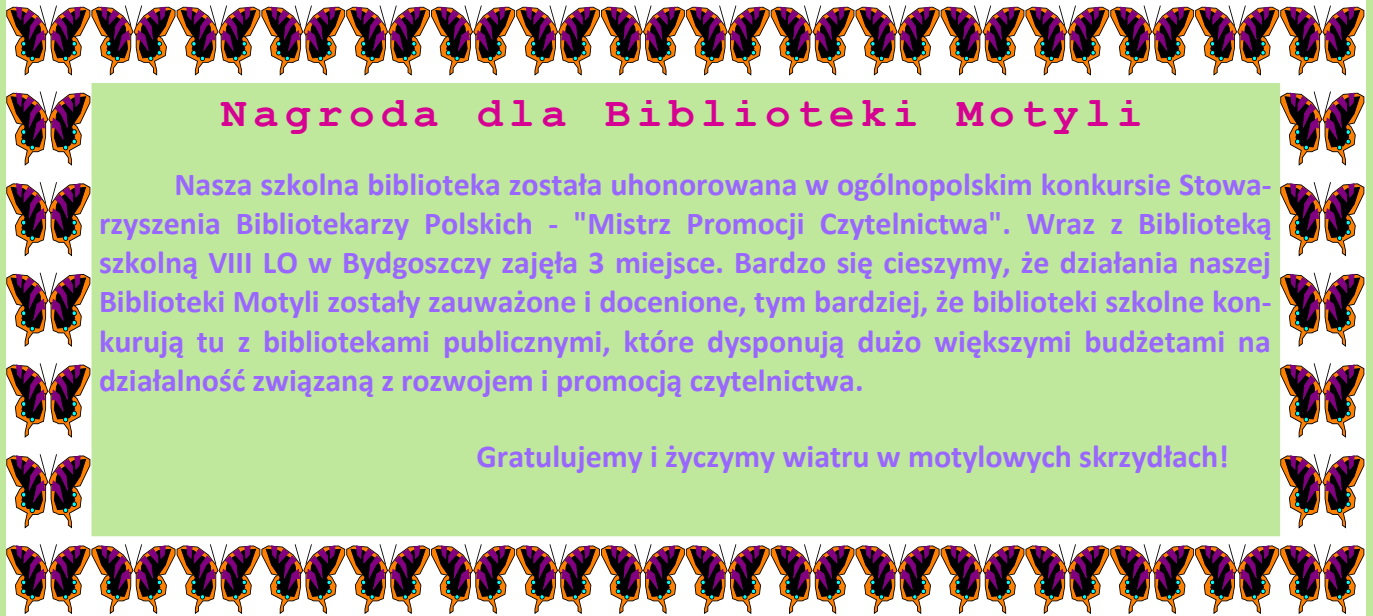 Nagroda dla Biblioteki Motyli
Nasza szkolna biblioteka została uhonorowana w ogólnopolskim konkursie Stowa-
rzyszenia Bibliotekarzy Polskich - "Mistrz Promocji Czytelnictwa". Wraz z Biblioteką
szkolną VIII LO w Bydgoszczy zajęła 3 miejsce. Bardzo się cieszymy, że działania naszej
Biblioteki Motyli zostały zauważone i docenione, tym bardziej, że biblioteki szkolne kon-
kurują tu z bibliotekami publicznymi, które dysponują dużo większymi budżetami na
działalność związaną z rozwojem i promocją czytelnictwa.
Gratulujemy i życzymy wiatru w motylowych skrzydłach!